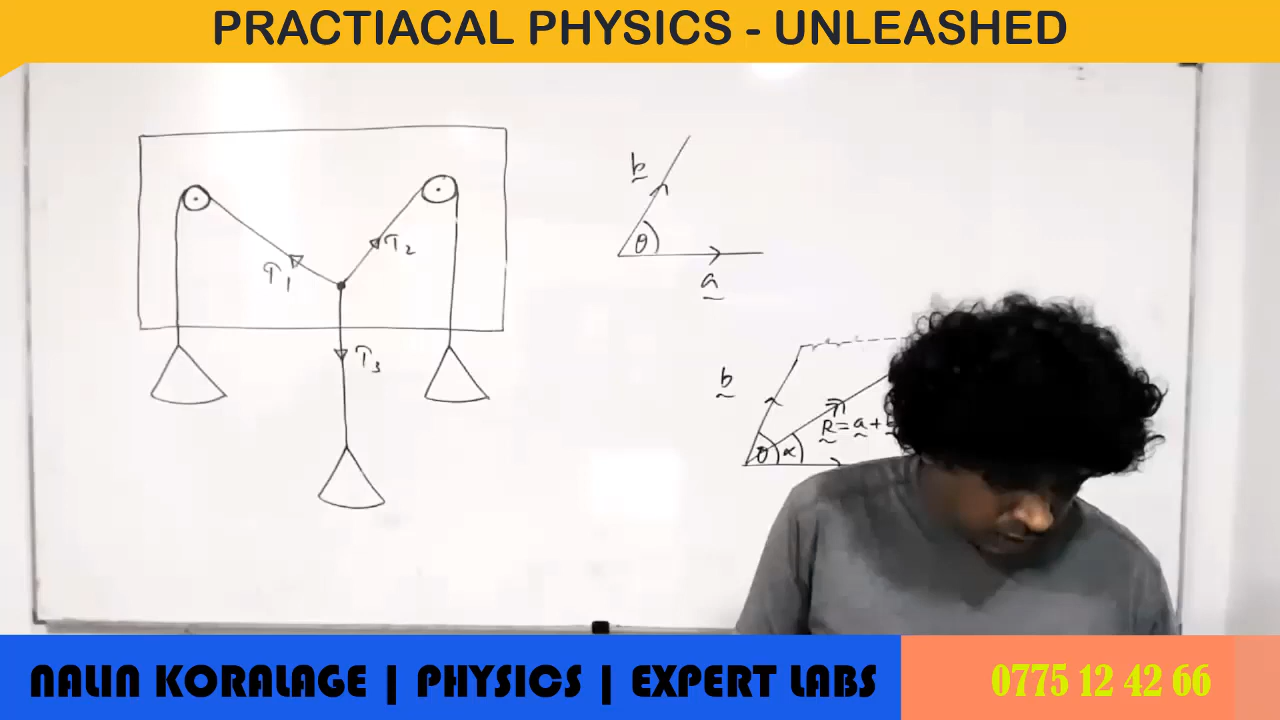 PRACTIACAL PHYSICS - UNLEASHED
b
θ
a
T1
T2
T3
b
R = a +
θ α
NALIN KORALAGE | PHYSICS | EXPERT LABS
0775 12 42 66